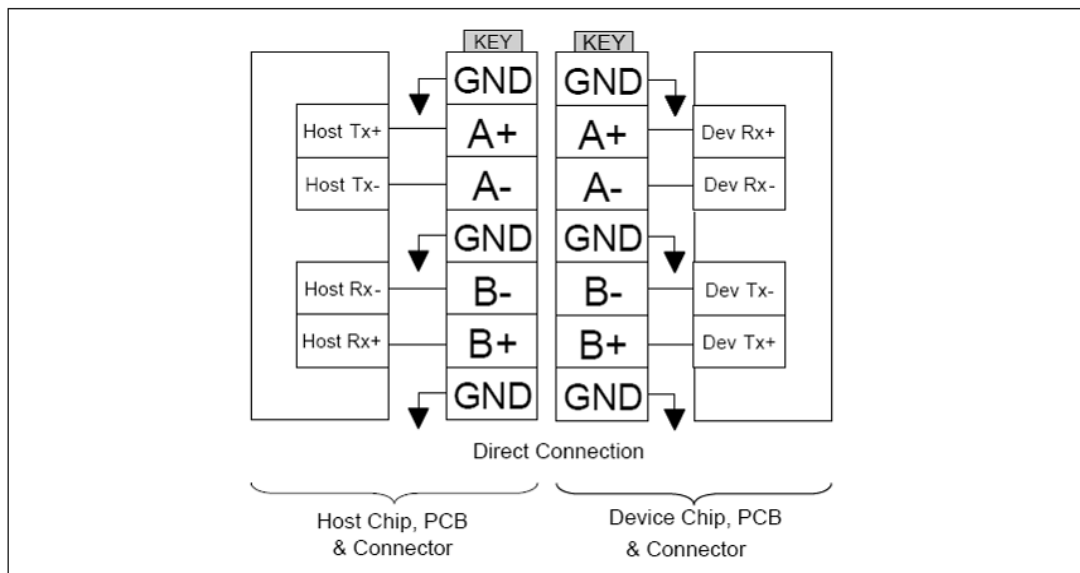 KEY KEY
GND GND
Host Tx+ A+ A+ Dev Rx+
Host Tx- A- A- Dev Rx-
GND GND
Host Rx- B- B- Dev Tx-
Host Rx+ B+ B+ Dev Tx+
GND GND
Direct Connection
Host Chip, PCB
& Connector
Device Chip, PCB
& Connector